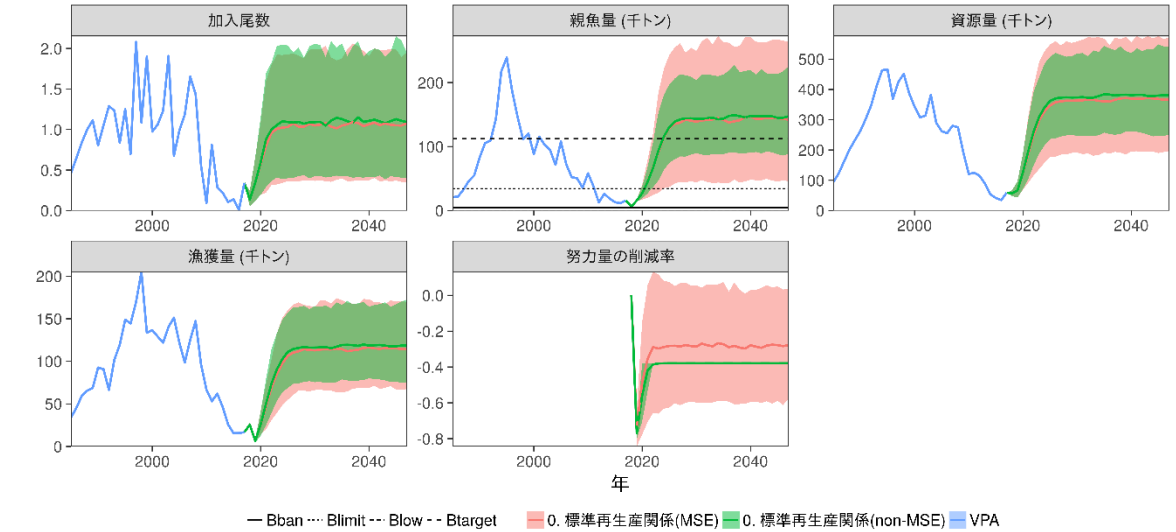 加入尾数
親魚量 (千トン)
資源量 (千トン)
2.0
1.5
1.0
0.5
0.0
200
100
0
500
400
300
200
100
0
2000 2020 2040
2000 2020 2040
2000 2020 2040
漁獲量 (千トン)
努力量の削減率
200
150
100
50
0
0.0
-0.2
-0.4
-0.6
-0.8
2000 2020 2040
2000 2020 2040
年
Bban Blimit Blow Btarget 0. 標準再生産関係(MSE) 0. 標準再生産関係(non-MSE) VPA